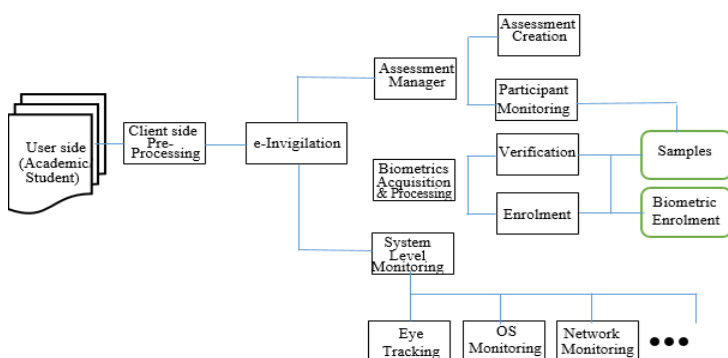 User side
(Academic/
Student)
Client side
Pre-
Processing
e-Invigilation
Assessment
Manager
Assessment
Creation
Participant
Monitoring
Biometrics
Acquisition
& Processing
Verification
Enrolment
Samples
Biometric
Enrolment
System
Level
Monitoring
Eye
Tracking
OS
Monitoring
Network
Monitoring